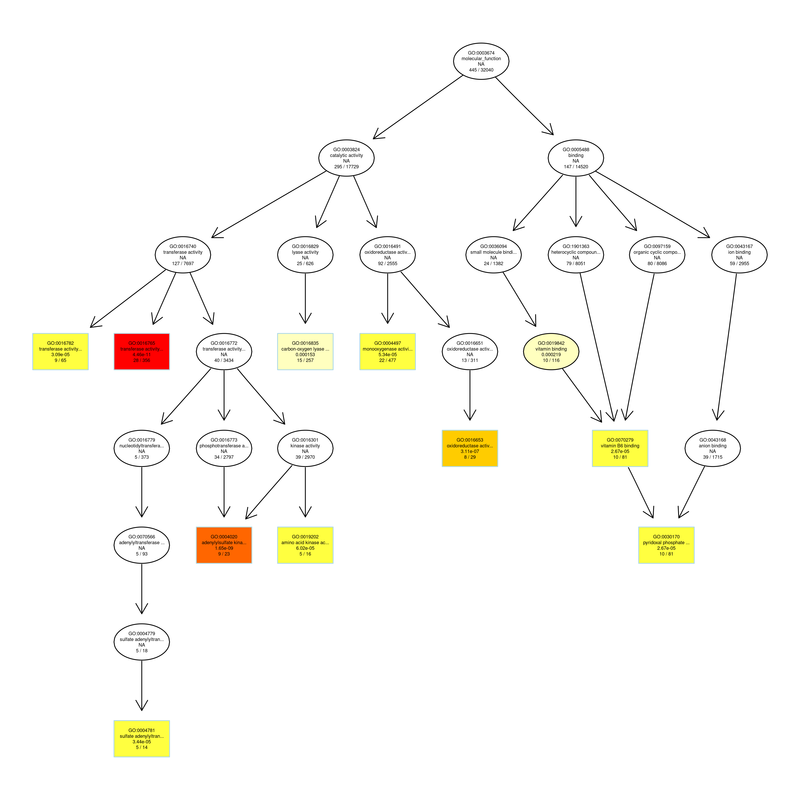 GO:0003674
molecular_function
NA
445 / 32040
GO:0003824
catalytic activity
NA
295 / 17729
GO:0005488
binding
NA
147 / 14520
GO:0016740
transferase activity
NA
127 / 7697
GO:0016829
lyase activity
NA
25 / 626
GO:0016491
oxidoreductase activ...
NA
92 / 2555
GO:0036094
small molecule bindi...
NA
24 / 1382
GO:1901363
heterocyclic compoun...
NA
79 / 8051
GO:0097159
organic cyclic compo...
NA
80 / 8086
GO:0043167
ion binding
NA
59 / 2955
GO:0016782
transferase activity...
3.09e-05
9 / 65
transferase activity...
GO:0016772
transferase activity...
NA
40 / 3434
GO:0016835
carbon-oxygen lyase ...
0.000153
15 / 257
GO:0004497
monooxygenase activi...
5.34e-05
22 / 477
GO:0016651
oxidoreductase activ...
NA
13 / 311
GO:0019842
vitamin binding
0.000219
10 / 116
GO:0016779
nucleotidyltransfera...
NA
5 / 373
GO:0016773
phosphotransferase a...
NA
34 / 2797
GO:0016301
kinase activity
NA
39 / 2970
GO:0016653
oxidoreductase activ...
3.11e-07
8 / 29
GO:0070279
vitamin B6 binding
2.67e-05
10 / 81
GO:0043168
anion binding
NA
39 / 1715
GO:0070566
adenylyltransferase ...
NA
5 / 93
GO:0004020
adenylylsulfate kina...
1.65e-09
9 / 23
GO:0019202
amino acid kinase ac...
6.02e-05
5 / 16
GO:0030170
pyridoxal phosphate ...
2.67e-05
10 / 81
GO:0004779
sulfate adenylyltran...
NA
5 / 18
GO:0004781
sulfate adenylyltran...
3.44e-05
5 / 14